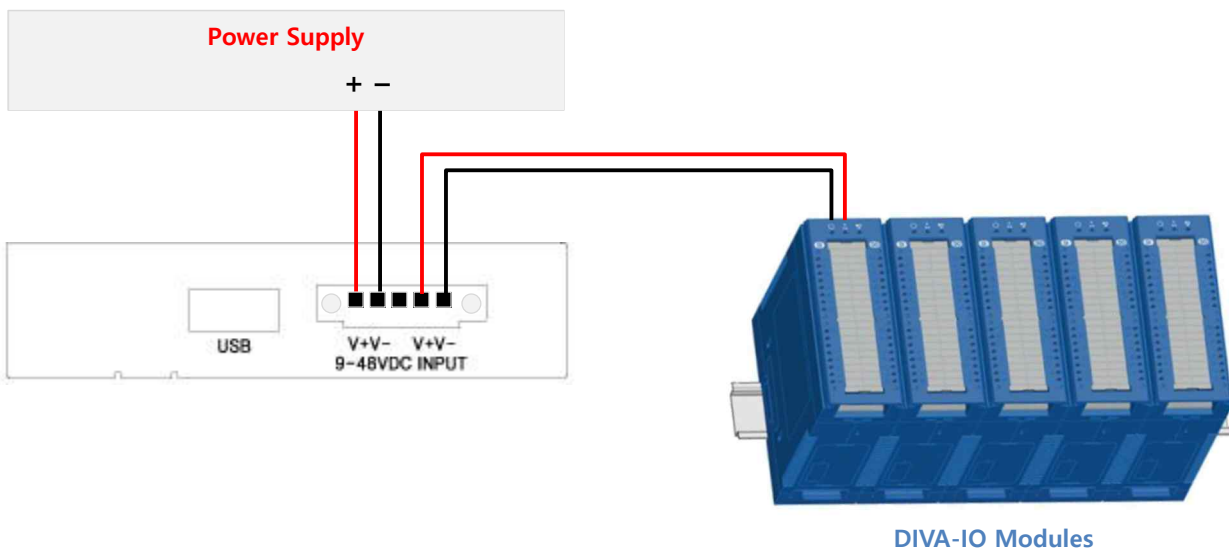 Power Supply
+ −
USB
V+V− V+V−
9-48VDC INPUT
DIVA-IO Modules